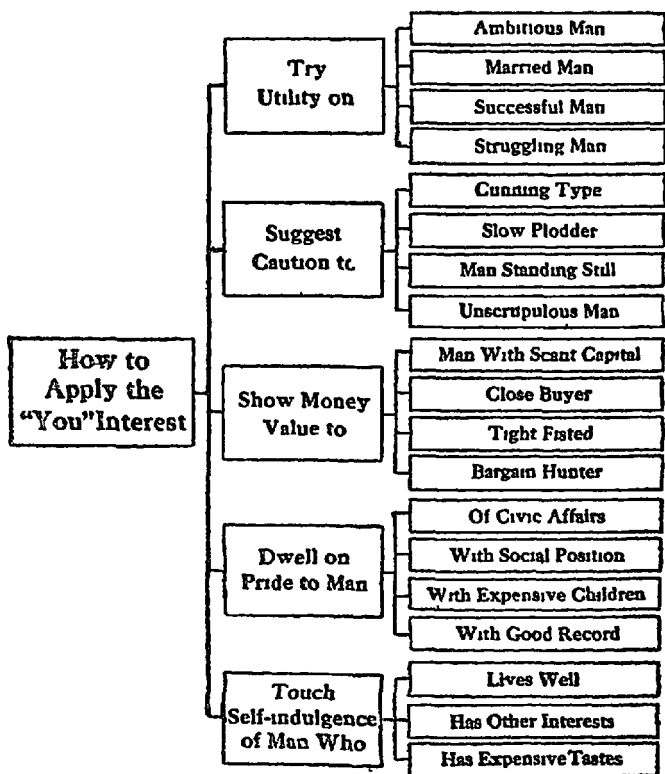 How to
Apply the
“You” Interest
Try
Utility on
Ambitious Man
Married Man
Successful Man
Struggling Man
Suggest
Caution to
Cunning Type
Slow Plodder
Man Standing Still
Unscrupulous Man
Show Money
Value to
Man With Scant Capital
Close Buyer
Tight Fisted
Bargain Hunter
Dwell on
Pride to Man
Of Civic Affairs
With Social Position
With Expensive Children
With Good Record
Touch
Self-indulgence
of Man Who
Lives Well
Has Other Interests
Has Expensive Tastes